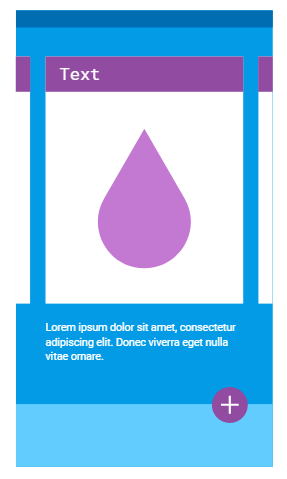 Text
Lorem ipsum dolor sit amet, consectetur
adipiscing elit. Donec viverra eget nulla
vitae ornare.